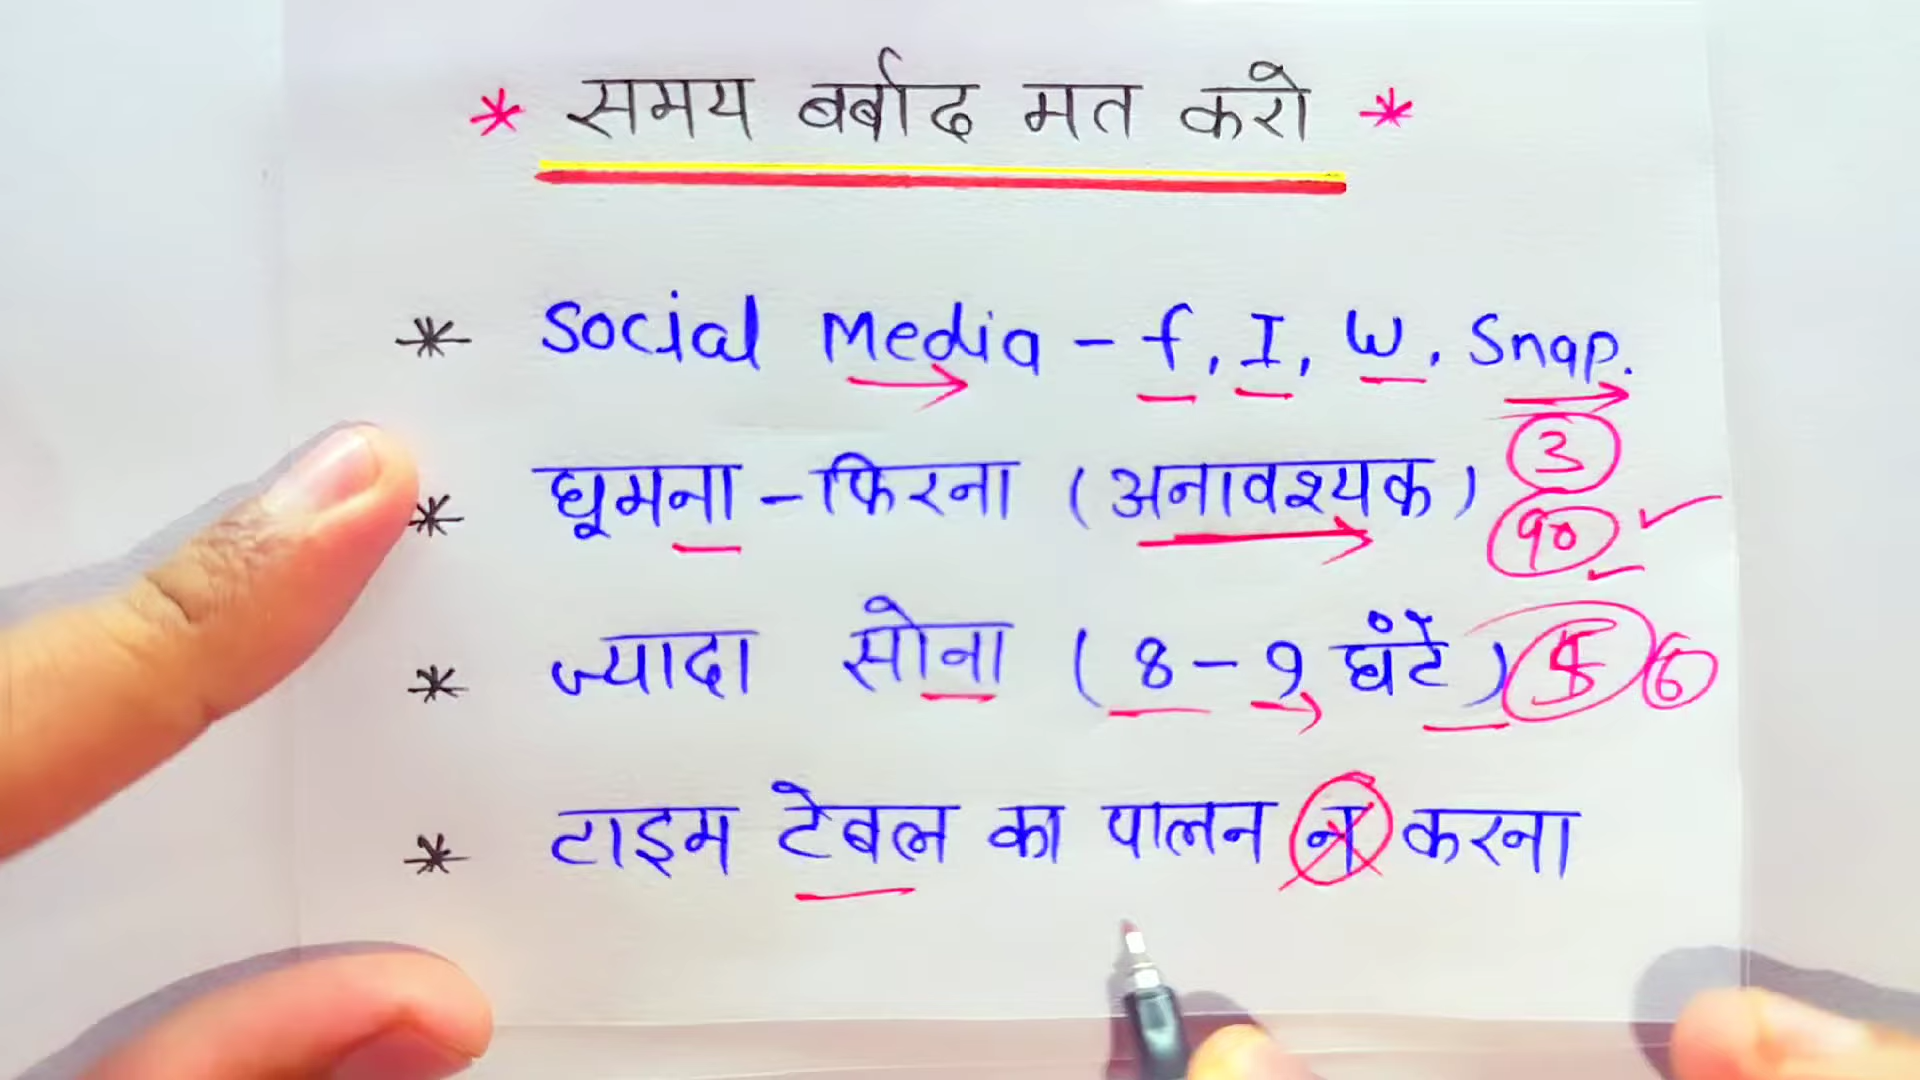 * समय बर्बाद मत करो *
* Social Media - f, I, W, Snap.
3
* घूमना - फिरना (अनावश्यक)
90
* ज्यादा सोना (8 - 9 घंटे) 6
* टाइम टेबल का पालन न करना